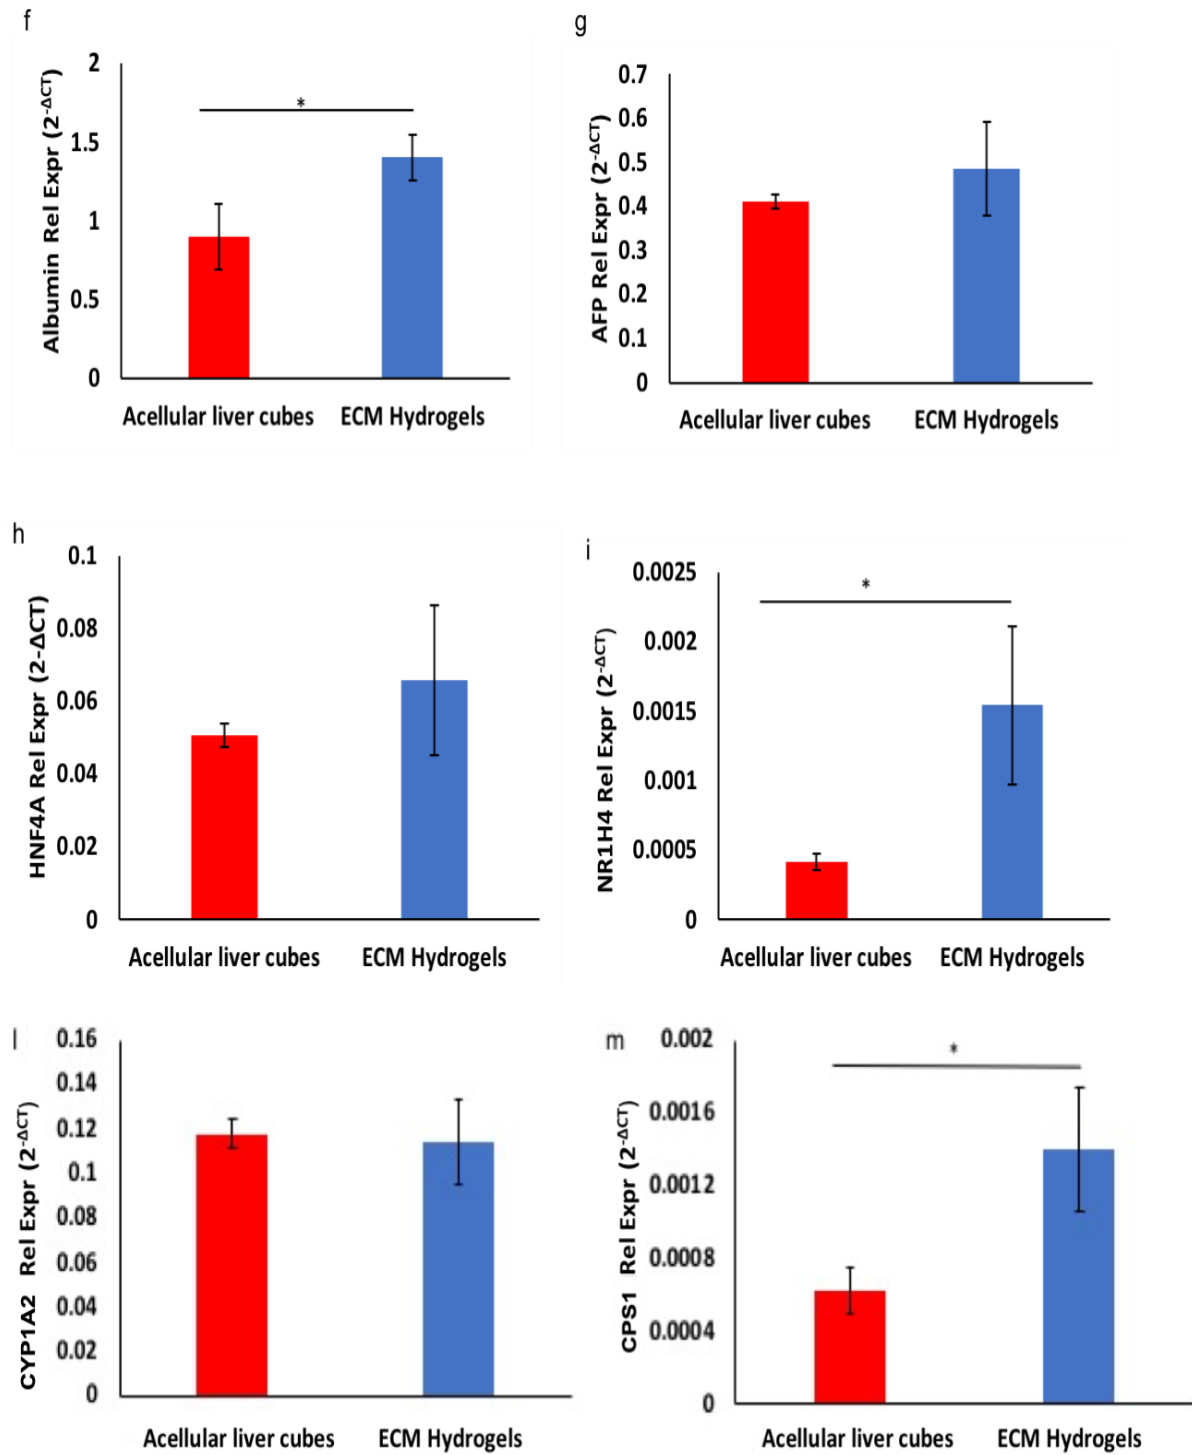 f
Albumin Rel Expr (2^-ΔCT)
2
1.5
1
0.5
0
*
Acellular liver cubes ECM Hydrogels
g
AFP Rel Expr (2^-ΔCT)
0.7
0.6
0.5
0.4
0.3
0.2
0.1
0
Acellular liver cubes ECM Hydrogels
h
HNF4A Rel Expr (2-ΔCT)
0.1
0.08
0.06
0.04
0.02
0
Acellular liver cubes ECM Hydrogels
i
NR1H4 Rel Expr (2^-ΔCT)
0.0025
0.002
0.0015
0.001
0.0005
0
*
Acellular liver cubes ECM Hydrogels
l
CYP1A2 Rel Expr (2^-ΔCT)
0.16
0.14
0.12
0.1
0.08
0.06
0.04
0.02
0
Acellular liver cubes ECM Hydrogels
m
CPS1 Rel Expr (2^-ΔCT)
0.002
0.0016
0.0012
0.0008
0.0004
0
*
Acellular liver cubes ECM Hydrogels